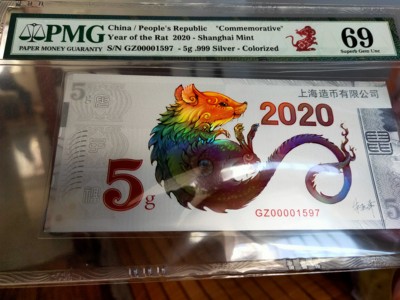 PMG
PAPER MONEY GUARANTY
China / People's Republic "Commemorative"
Year of the Rat 2020 - Shanghai Mint
S/N GZ00001597 - 5g .999 Silver - Colorized
69
Superb Gem Unc
上海造币有限公司
2020
5
5g
GZ00001597